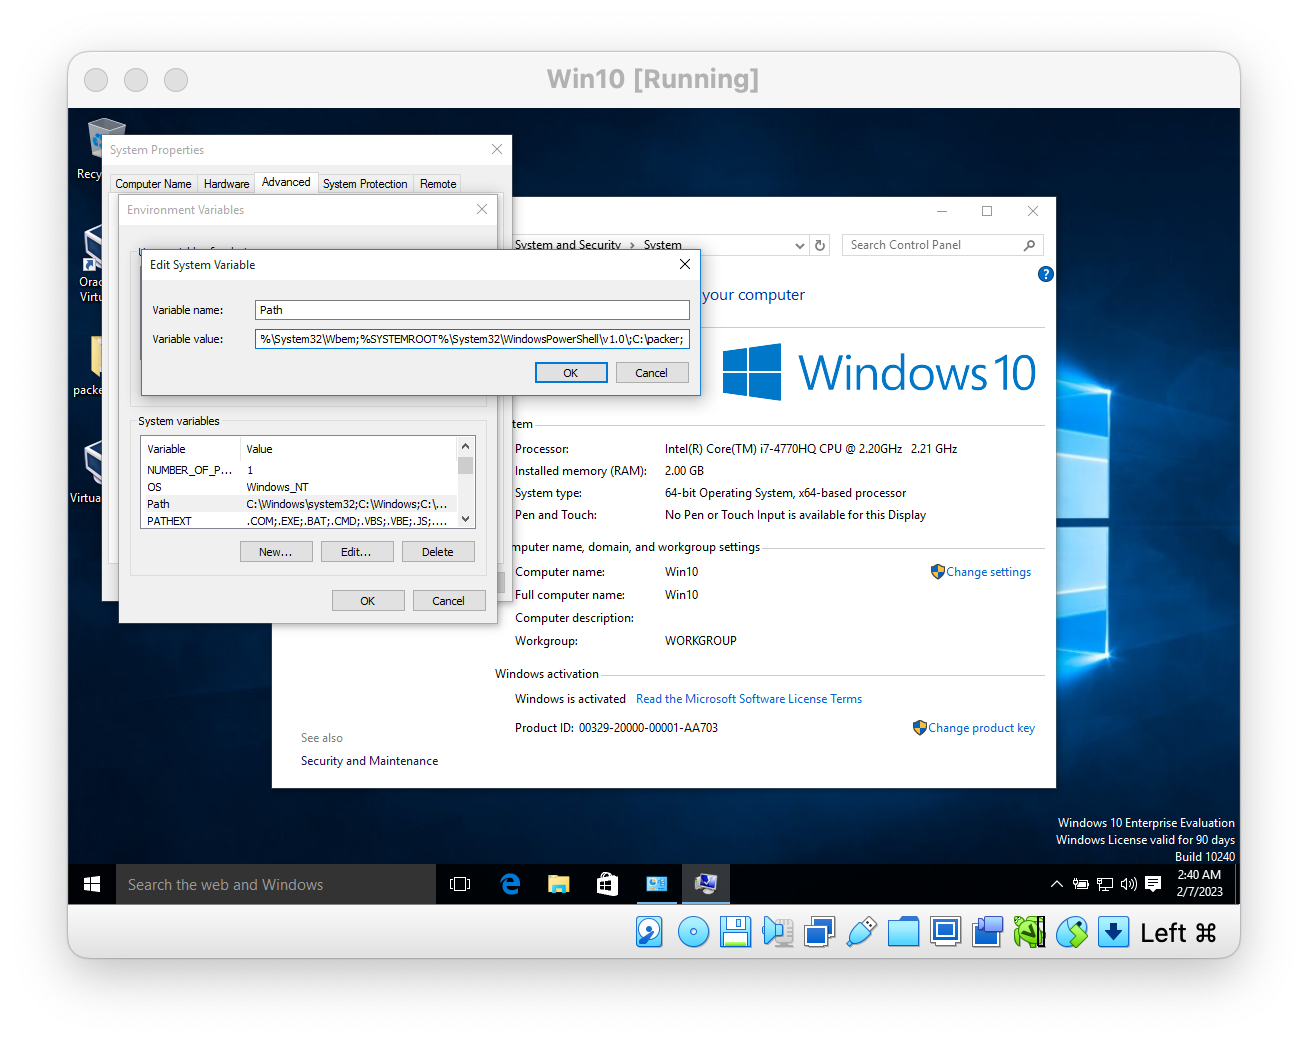 Win10 [Running]
Recy
Orac
Virtu
packe
Virtua
System Properties
Computer Name Hardware Advanced System Protection Remote
Environment Variables
Edit System Variable
Variable name: Path
Variable value: %\System32\Wbem;%SYSTEMROOT%\System32\WindowsPowerShell\v1.0\;C:\packer;
OK Cancel
System variables
Variable Value
NUMBER_OF_P... 1
OS Windows_NT
Path C:\Windows\system32;C:\Windows;C:\...
PATHEXT .COM;.EXE;.BAT;.CMD;.VBS;.VBE;.JS;....
New... Edit... Delete
OK Cancel
System and Security > System
Search Control Panel
?
your computer
Windows 10
tem
Processor: Intel(R) Core(TM) i7-4770HQ CPU @ 2.20GHz 2.21 GHz
Installed memory (RAM): 2.00 GB
System type: 64-bit Operating System, x64-based processor
Pen and Touch: No Pen or Touch Input is available for this Display
mputer name, domain, and workgroup settings
Computer name: Win10
Change settings
Full computer name: Win10
Computer description:
Workgroup: WORKGROUP
Windows activation
Windows is activated Read the Microsoft Software License Terms
Product ID: 00329-20000-00001-AA703
Change product key
See also
Security and Maintenance
Windows 10 Enterprise Evaluation
Windows License valid for 90 days
Build 10240
Search the web and Windows
2:40 AM
2/7/2023
Left ⌘